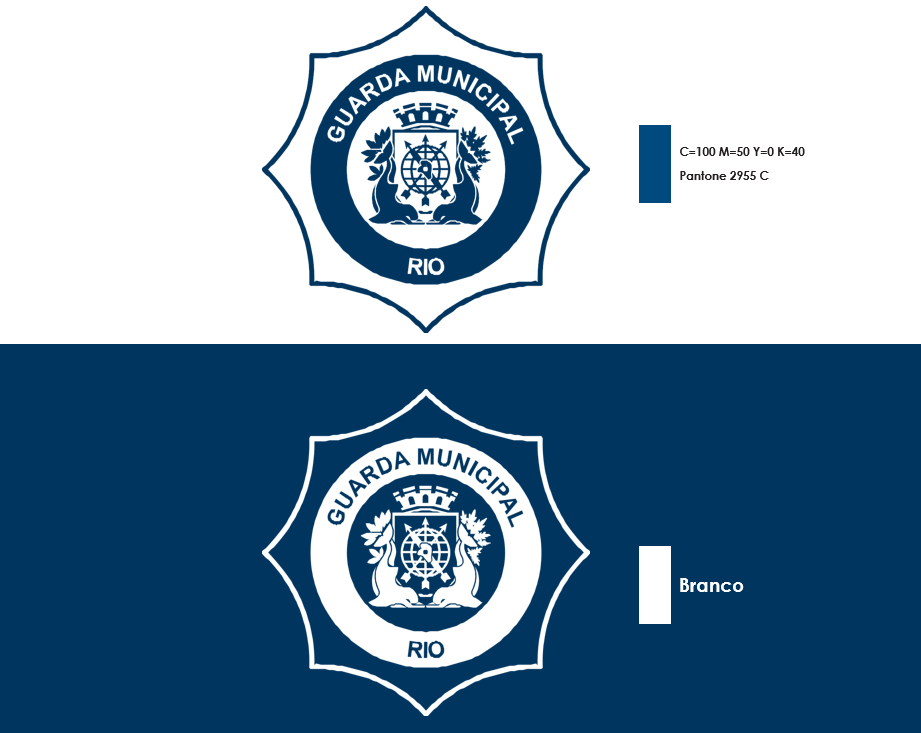 GUARDA MUNICIPAL
RIO
C=100 M=50 Y=0 K=40
Pantone 2955 C
GUARDA MUNICIPAL
RIO
Branco